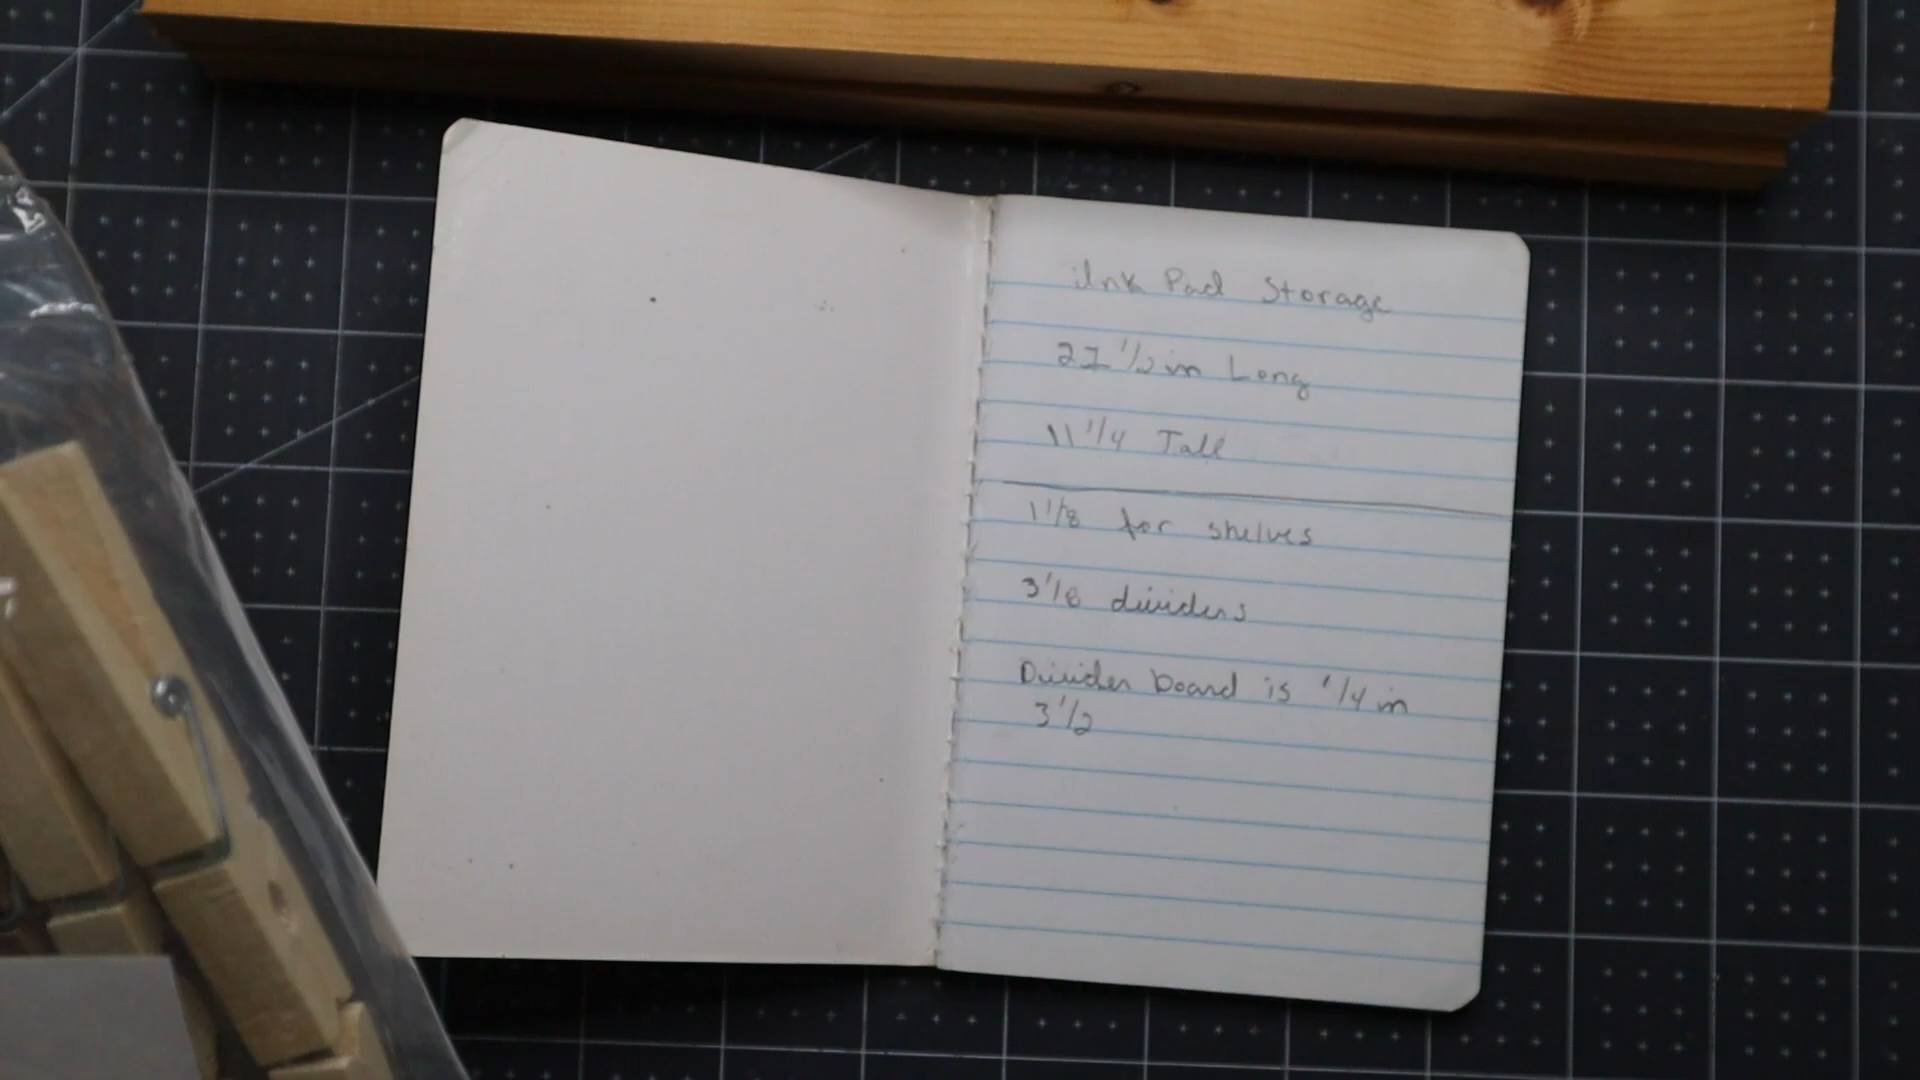 Ink Pad Storage
21 1/2 in Long
11 1/4 Tall
1 1/8 for shelves
3 1/8 dividers
Divider board is 1/4 in
3 1/2